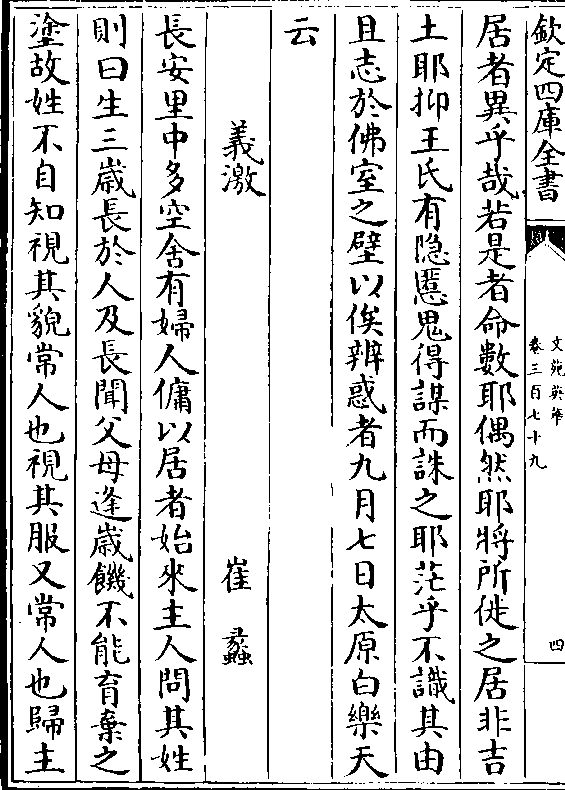 欽定四庫全書
文苑英華
卷三百七十九
四
居者異乎哉若是者命數耶偶然耶將所徙之居非吉
土耶抑王氏有隐慝鬼得謀而誅之耶茫乎不識其由
且志於佛室之壁以俟辨惑者九月七日太原白樂天
云
義激
崔蠡
長安里中多空舍有婦人傭以居者始來主人問其姓
則曰生三歲長於人及長聞父母逢歲饑不能育棄之
塗故姓不自知視其貌常人也視其服又常人也歸主